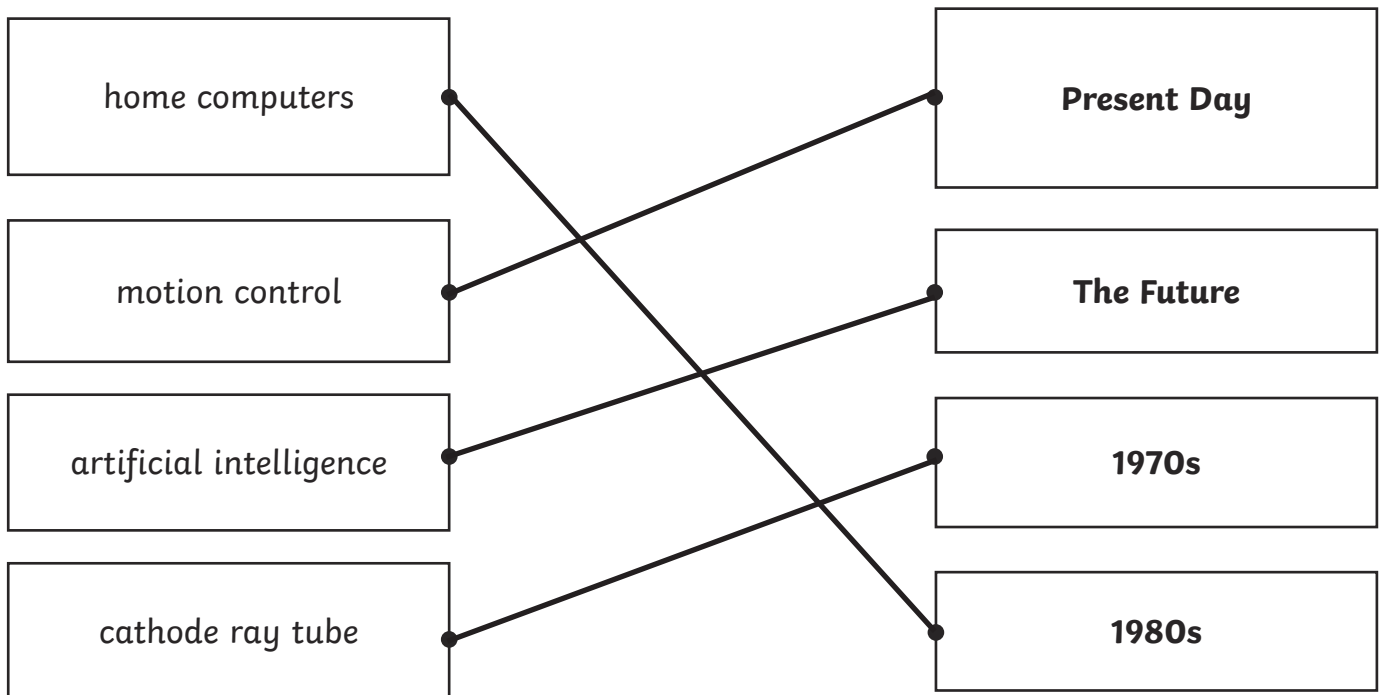 home computers
Present Day
motion control
The Future
artificial intelligence
1970s
cathode ray tube
1980s